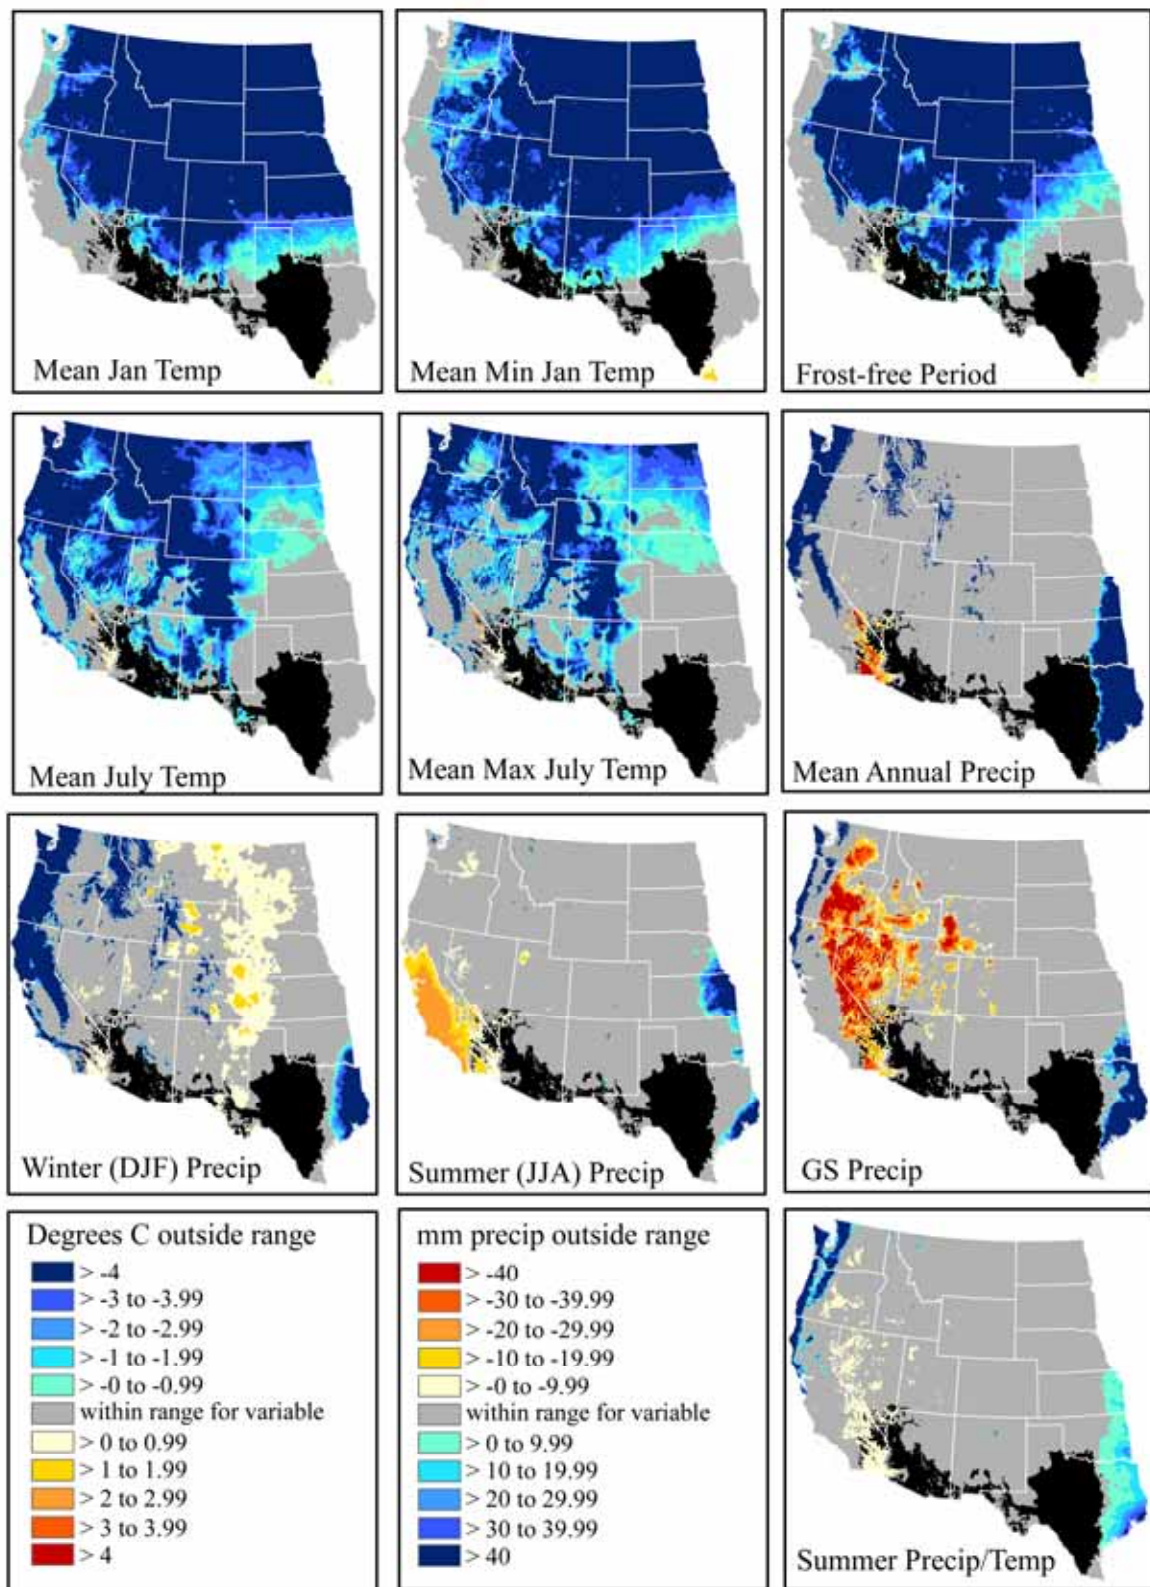 Mean Jan Temp
Mean Min Jan Temp
Frost-free Period
Mean July Temp
Mean Max July Temp
Mean Annual Precip
Winter (DJF) Precip
Summer (JJA) Precip
GS Precip
Degrees C outside range
> -4
> -3 to -3.99
> -2 to -2.99
> -1 to -1.99
> -0 to -0.99
within range for variable
> 0 to 0.99
> 1 to 1.99
> 2 to 2.99
> 3 to 3.99
> 4
mm precip outside range
> -40
> -30 to -39.99
> -20 to -29.99
> -10 to -19.99
> -0 to -9.99
within range for variable
> 0 to 9.99
> 10 to 19.99
> 20 to 29.99
> 30 to 39.99
> 40
Summer Precip/Temp